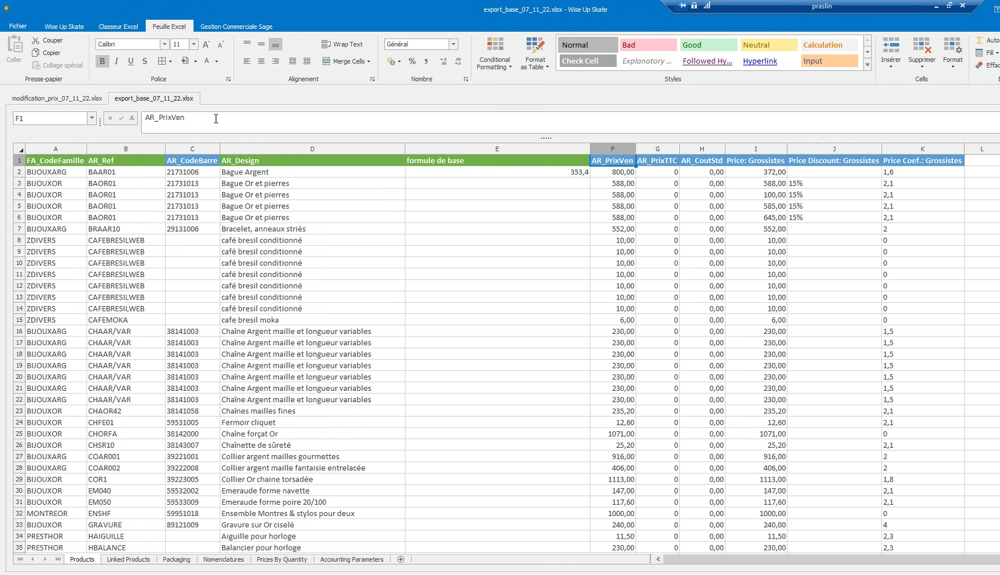 export_base_07_11_22.xlsx - Wise Up Skate
praslin
Fichier Wise Up Skate Classeur Excel Feuille Excel Gestion Commerciale Sage
Coller
Couper
Copier
Collage spécial
Presse-papier
Calibri 11
B I U S
Police
Wrap Text
Merge Cells
Alignement
Général
Nombre
Conditional Formatting
Format as Table
Normal Bad Good Neutral Calculation
Check Cell Explanatory ... Followed Hy... Hyperlink Input
Styles
Insérer Supprimer Format
Cells
Auto
Fill
Effac
modification_prix_07_11_22.xlsx export_base_07_11_22.xlsx
F1 AR_PrixVen
A B C D E F G H I J K L
1 FA_CodeFamille AR_Ref AR_CodeBarre AR_Design formule de base AR_PrixVen AR_PrixTTC AR_CoutStd Price: Grossistes Price Discount: Grossistes Price Coef.: Grossistes
2 BIJOUXARG BAAR01 21731006 Bague Argent 353,4 800,00 0 0,00 372,00 1,6
3 BIJOUXOR BAOR01 21731013 Bague Or et pierres 588,00 0 0,00 588,00 15% 2,1
4 BIJOUXOR BAOR01 21731013 Bague Or et pierres 588,00 0 0,00 100,00 15% 2,1
5 BIJOUXOR BAOR01 21731013 Bague Or et pierres 588,00 0 0,00 585,00 15% 2,1
6 BIJOUXOR BAOR01 21731013 Bague Or et pierres 588,00 0 0,00 645,00 15% 2,1
7 BIJOUXARG BRAAR10 29131006 Bracelet, anneaux striés 552,00 0 0,00 552,00 2
8 ZDIVERS CAFEBRESILWEB café bresil conditionné 10,00 0 0,00 10,00 0
9 ZDIVERS CAFEBRESILWEB café bresil conditionné 10,00 0 0,00 10,00 0
10 ZDIVERS CAFEBRESILWEB café bresil conditionné 10,00 0 0,00 10,00 0
11 ZDIVERS CAFEBRESILWEB café bresil conditionné 10,00 0 0,00 10,00 0
12 ZDIVERS CAFEBRESILWEB café bresil conditionné 10,00 0 0,00 10,00 0
13 ZDIVERS CAFEBRESILWEB café bresil conditionné 10,00 0 0,00 10,00 0
14 ZDIVERS CAFEBRESILWEB café bresil conditionné 10,00 0 0,00 10,00 0
15 ZDIVERS CAFEMOKA cafe bresil moka 6,00 0 0,00 6,00 0
16 BIJOUXARG CHAAR/VAR 38141003 Chaîne Argent maille et longueur variables 230,00 0 0,00 230,00 1,5
17 BIJOUXARG CHAAR/VAR 38141003 Chaîne Argent maille et longueur variables 230,00 0 0,00 230,00 1,5
18 BIJOUXARG CHAAR/VAR 38141003 Chaîne Argent maille et longueur variables 230,00 0 0,00 230,00 1,5
19 BIJOUXARG CHAAR/VAR 38141003 Chaîne Argent maille et longueur variables 230,00 0 0,00 230,00 1,5
20 BIJOUXARG CHAAR/VAR 38141003 Chaîne Argent maille et longueur variables 230,00 0 0,00 230,00 1,5
21 BIJOUXARG CHAAR/VAR 38141003 Chaîne Argent maille et longueur variables 230,00 0 0,00 230,00 1,5
22 BIJOUXARG CHAAR/VAR 38141003 Chaîne Argent maille et longueur variables 230,00 0 0,00 230,00 1,5
23 BIJOUXOR CHAOR42 38141058 Chaînes mailles fines 235,20 0 0,00 235,20 2,1
24 BIJOUXOR CHFE01 59531005 Fermoir cliquet 12,60 0 0,00 12,60 2,1
25 BIJOUXOR CHORFA 38142000 Chaîne forçat Or 1071,00 0 0,00 1071,00 0
26 BIJOUXOR CHSR10 38143007 Chaînette de sûreté 25,20 0 0,00 25,20 2,1
27 BIJOUXARG COAR001 39221001 Collier argent mailles gourmettes 916,00 0 0,00 916,00 2
28 BIJOUXARG COAR002 39222008 Collier argent maille fantaisie entrelacée 406,00 0 0,00 406,00 2
29 BIJOUXOR COR1 39223005 Collier Or chaine torsadée 1113,00 0 0,00 1113,00 1,8
30 BIJOUXOR EM040 59532002 Emeraude forme navette 147,00 0 0,00 147,00 2,1
31 BIJOUXOR EM050 59533009 Emeraude forme poire 20/100 117,60 0 0,00 117,60 2,1
32 MONTREOR ENSHF 59951018 Ensemble Montres & stylos pour deux 1000,00 0 0,00 1000,00 0
33 BIJOUXOR GRAVURE 89121009 Gravure sur Or ciselé 240,00 0 0,00 240,00 4
34 PRESTHOR HAIGUILLE Aiguille pour horloge 11,50 0 0,00 11,50 2,3
35 PRESTHOR HBALANCE Balancier pour horloge 230,00 0 0,00 230,00 2,3
Products Linked Products Packaging Nomenclatures Prices By Quantity Accounting Parameters